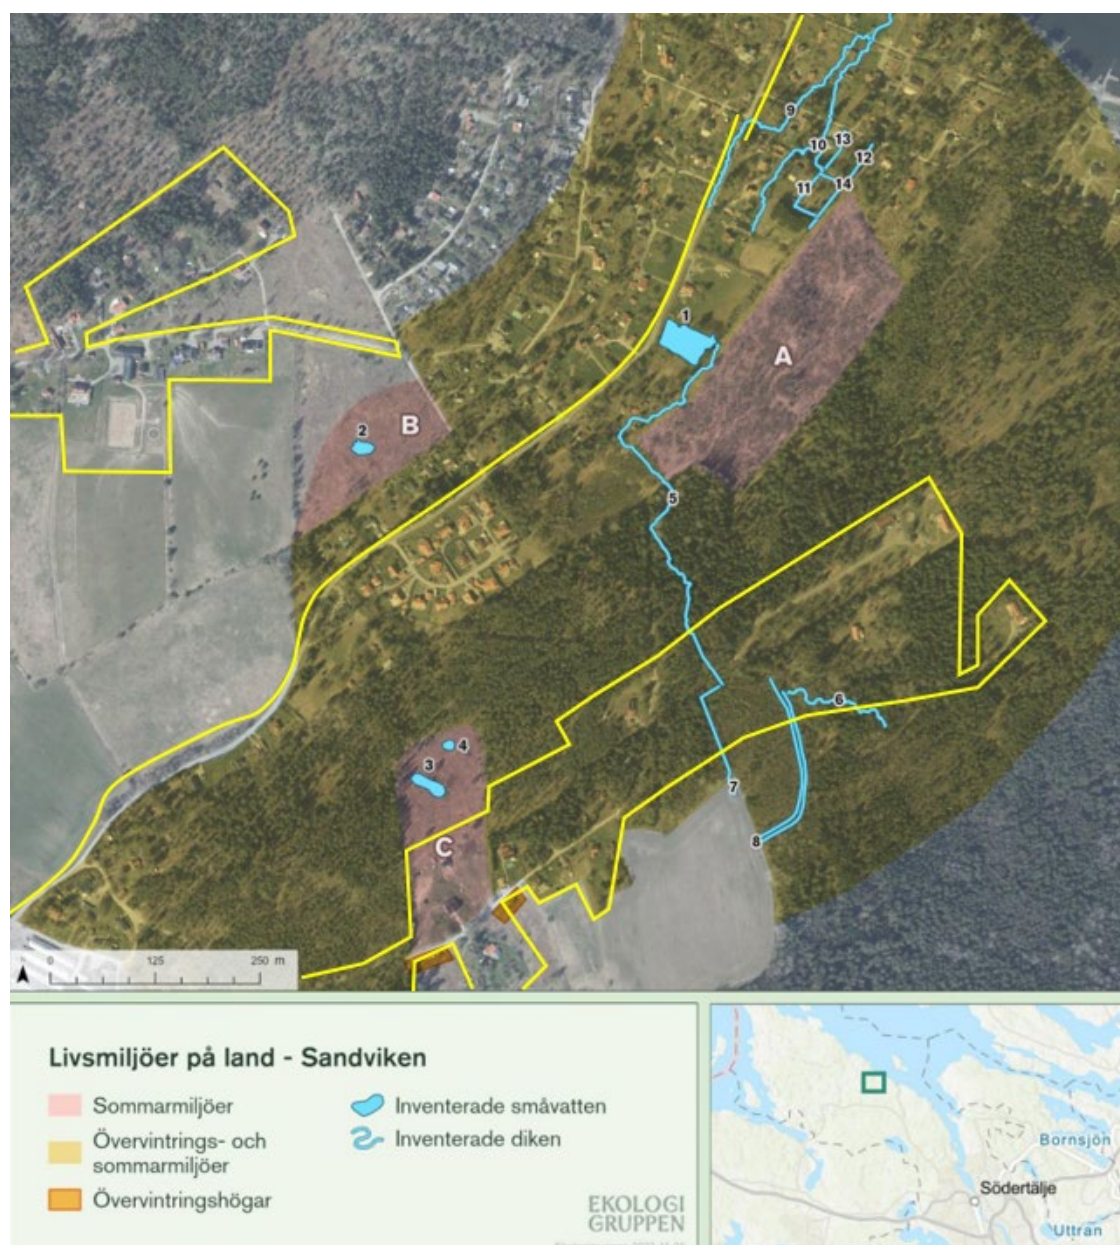 9
13
10
12
11
14
1
A
B
2
5
6
4
3
7
C
8
0 125 250 m
Livsmiljöer på land - Sandviken
Sommarmiljöer
Övervintrings- och
sommarmiljöer
Övervintringshögar
Inventerade småvatten
Inventerade diken
EKOLOGI
GRUPPEN
Bornsjön
Södertälje
Uttran